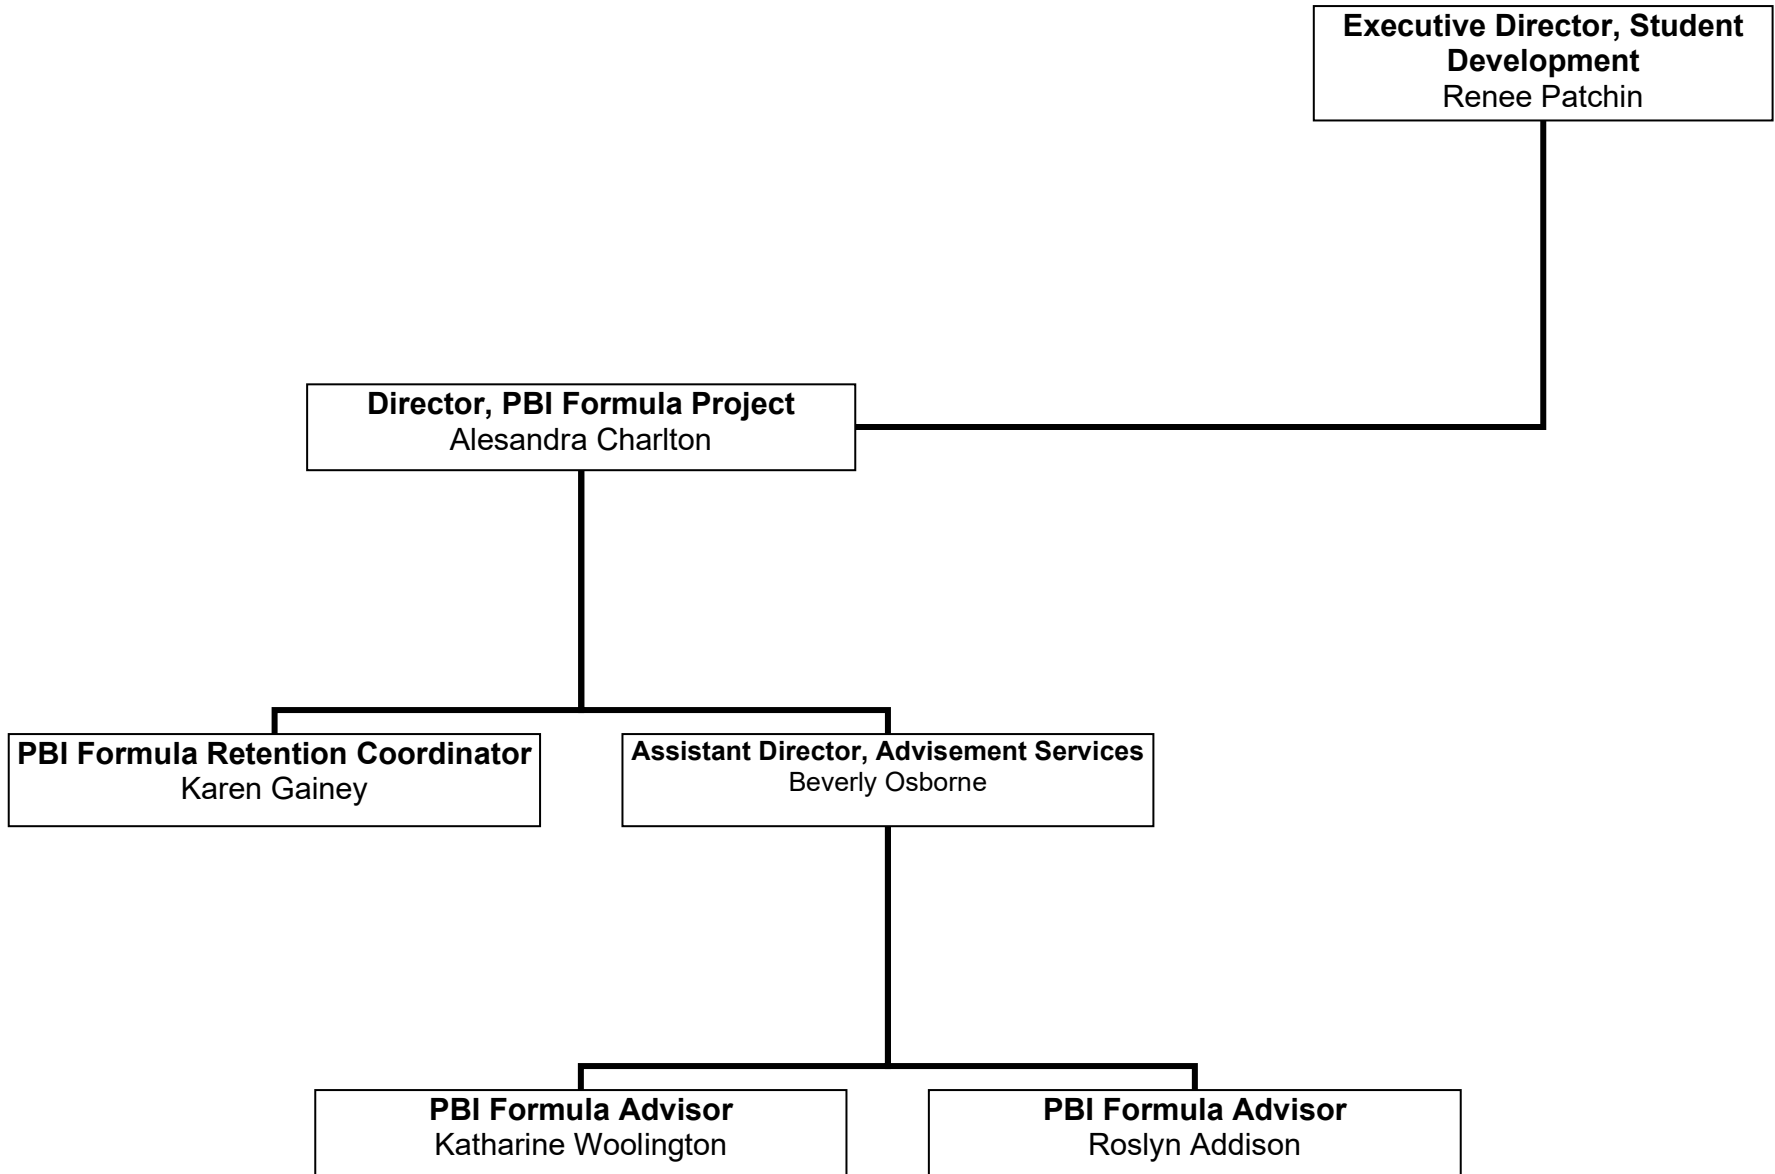 Executive Director, Student
Development
Renee Patchin
Director, PBI Formula Project
Alesandra Charlton
PBI Formula Retention Coordinator
Karen Gainey
Assistant Director, Advisement Services
Beverly Osborne
PBI Formula Advisor
Katharine Woolington
PBI Formula Advisor
Roslyn Addison